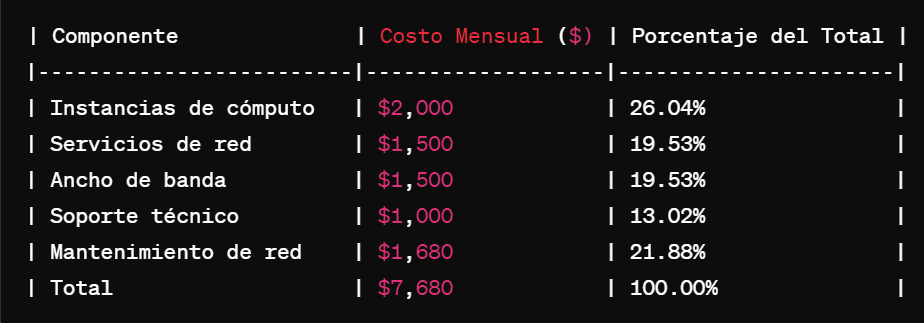 | Componente              | Costo Mensual ($) | Porcentaje del Total |
|-------------------------|-------------------|----------------------|
| Instancias de cómputo   | $2,000            | 26.04%               |
| Servicios de red        | $1,500            | 19.53%               |
| Ancho de banda          | $1,500            | 19.53%               |
| Soporte técnico         | $1,000            | 13.02%               |
| Mantenimiento de red    | $1,680            | 21.88%               |
| Total                   | $7,680            | 100.00%              |